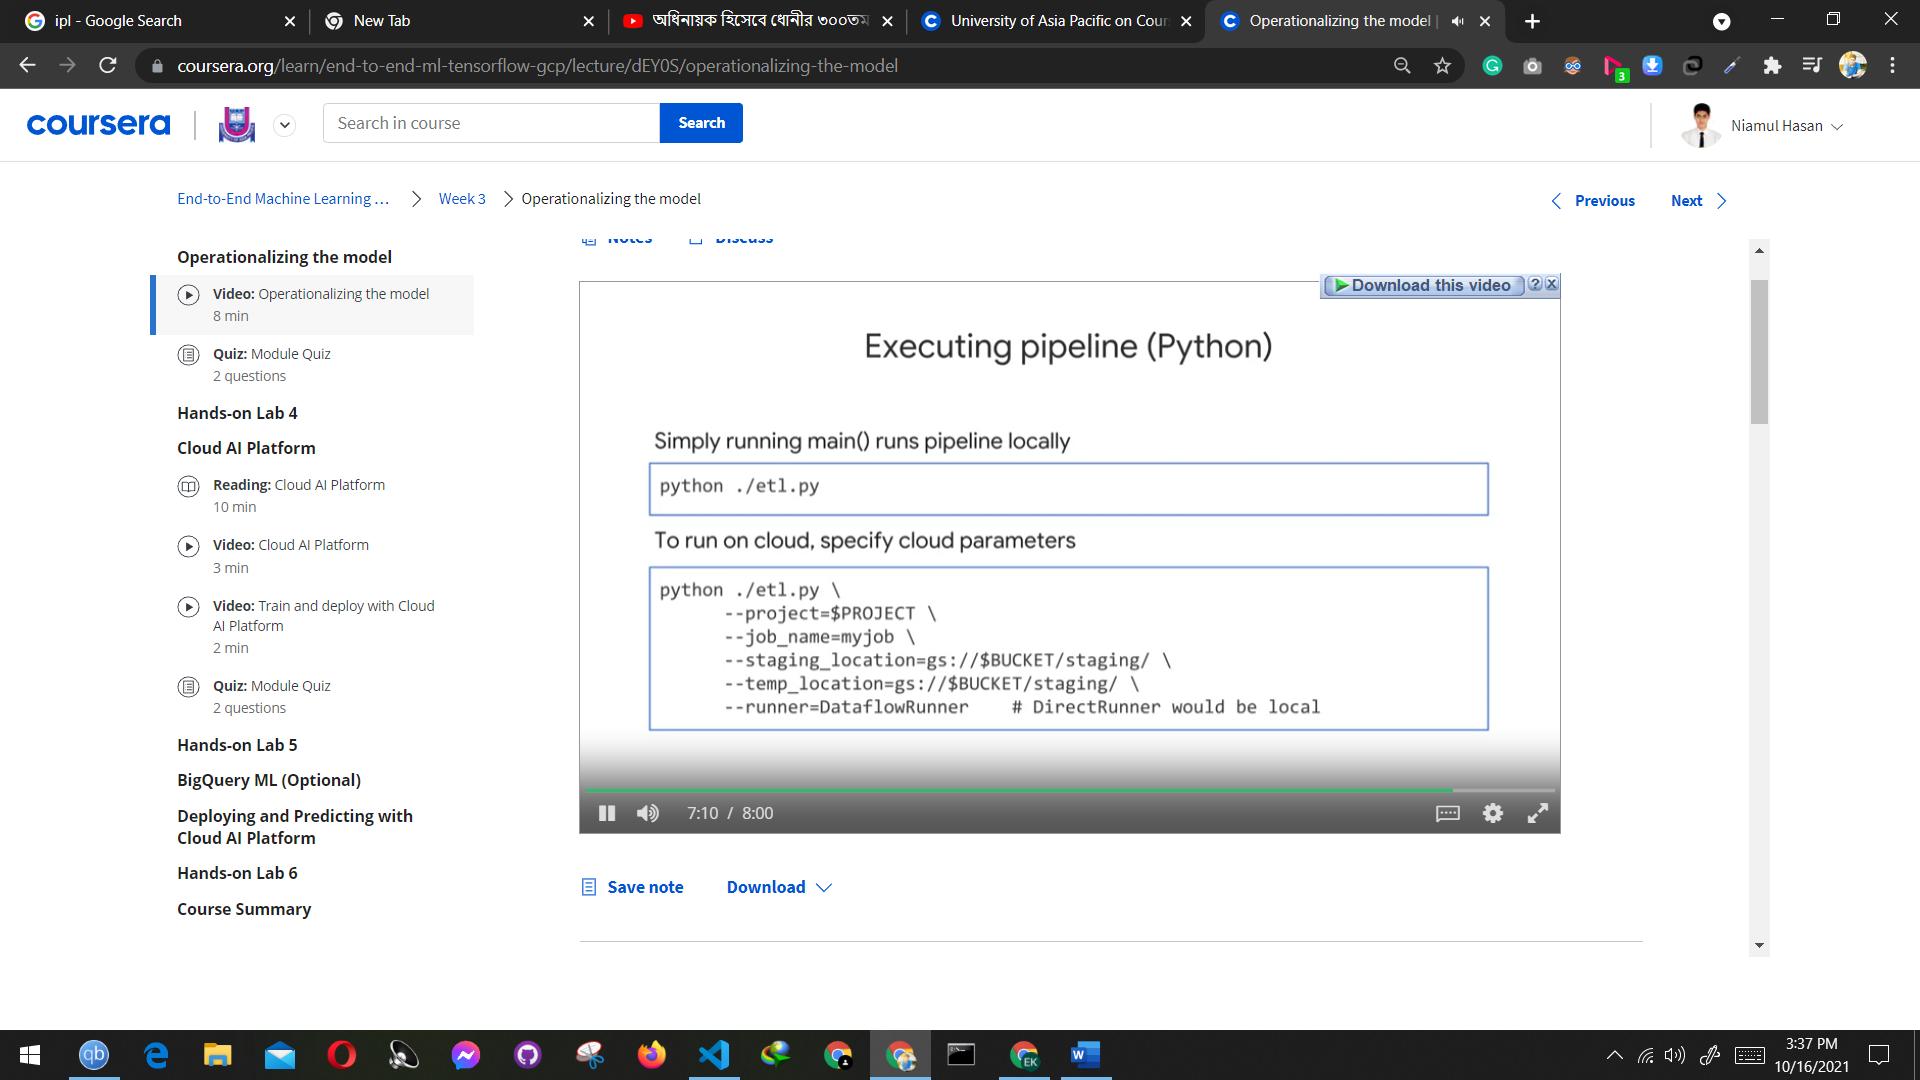 ipl - Google Search
New Tab
অধিনায়ক হিসেবে ধোনীর ৩০০তম
University of Asia Pacific on Cour
Operationalizing the model |
coursera.org/learn/end-to-end-ml-tensorflow-gcp/lecture/dEY0S/operationalizing-the-model
3
coursera
Search in course
Search
Niamul Hasan
End-to-End Machine Learning ...
Week 3
Operationalizing the model
Previous
Next
Notes
Discuss
Operationalizing the model
Video: Operationalizing the model
8 min
Quiz: Module Quiz
2 questions
Hands-on Lab 4
Cloud AI Platform
Reading: Cloud AI Platform
10 min
Video: Cloud AI Platform
3 min
Video: Train and deploy with Cloud
AI Platform
2 min
Quiz: Module Quiz
2 questions
Hands-on Lab 5
BigQuery ML (Optional)
Deploying and Predicting with
Cloud AI Platform
Hands-on Lab 6
Course Summary
Download this video ? X
Executing pipeline (Python)
Simply running main() runs pipeline locally
python ./etl.py
To run on cloud, specify cloud parameters
python ./etl.py \
--project=$PROJECT \
--job_name=myjob \
--staging_location=gs://$BUCKET/staging/ \
--temp_location=gs://$BUCKET/staging/ \
--runner=DataflowRunner # DirectRunner would be local
7:10 / 8:00
Save note
Download
qb
EK
W
3:37 PM
10/16/2021